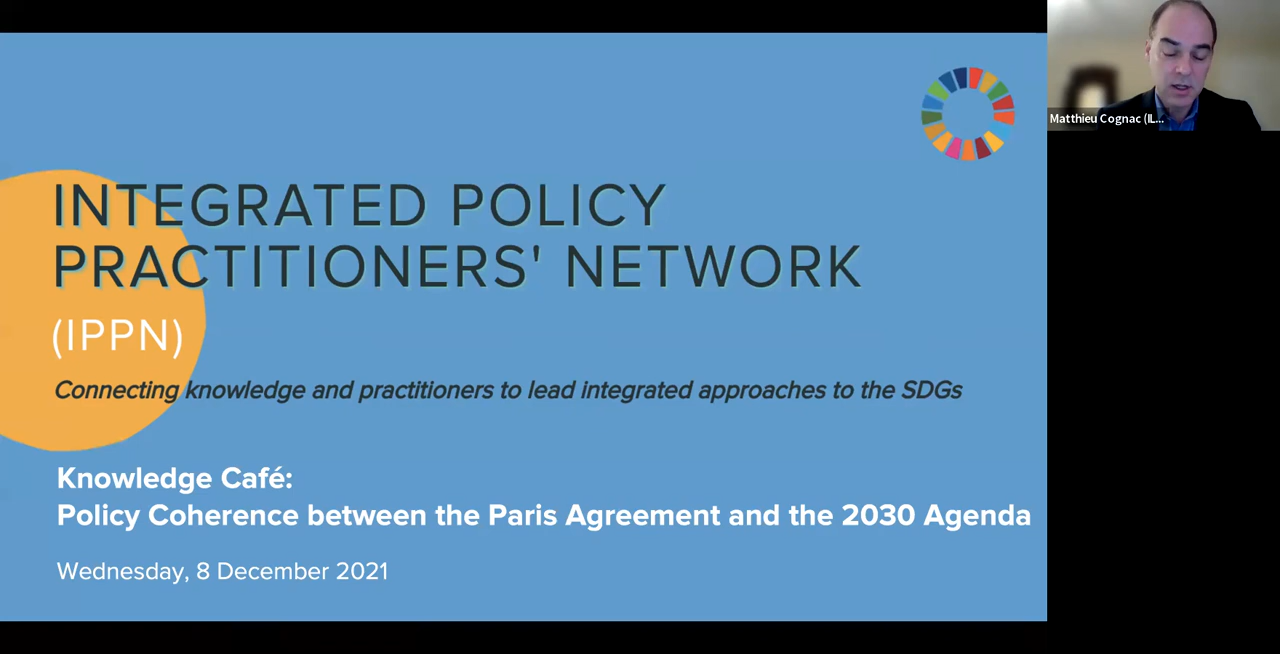 INTEGRATED POLICY
PRACTITIONERS' NETWORK
(IPPN)
Connecting knowledge and practitioners to lead integrated approaches to the SDGs
Knowledge Café:
Policy Coherence between the Paris Agreement and the 2030 Agenda
Wednesday, 8 December 2021
Matthieu Cognac (IL...